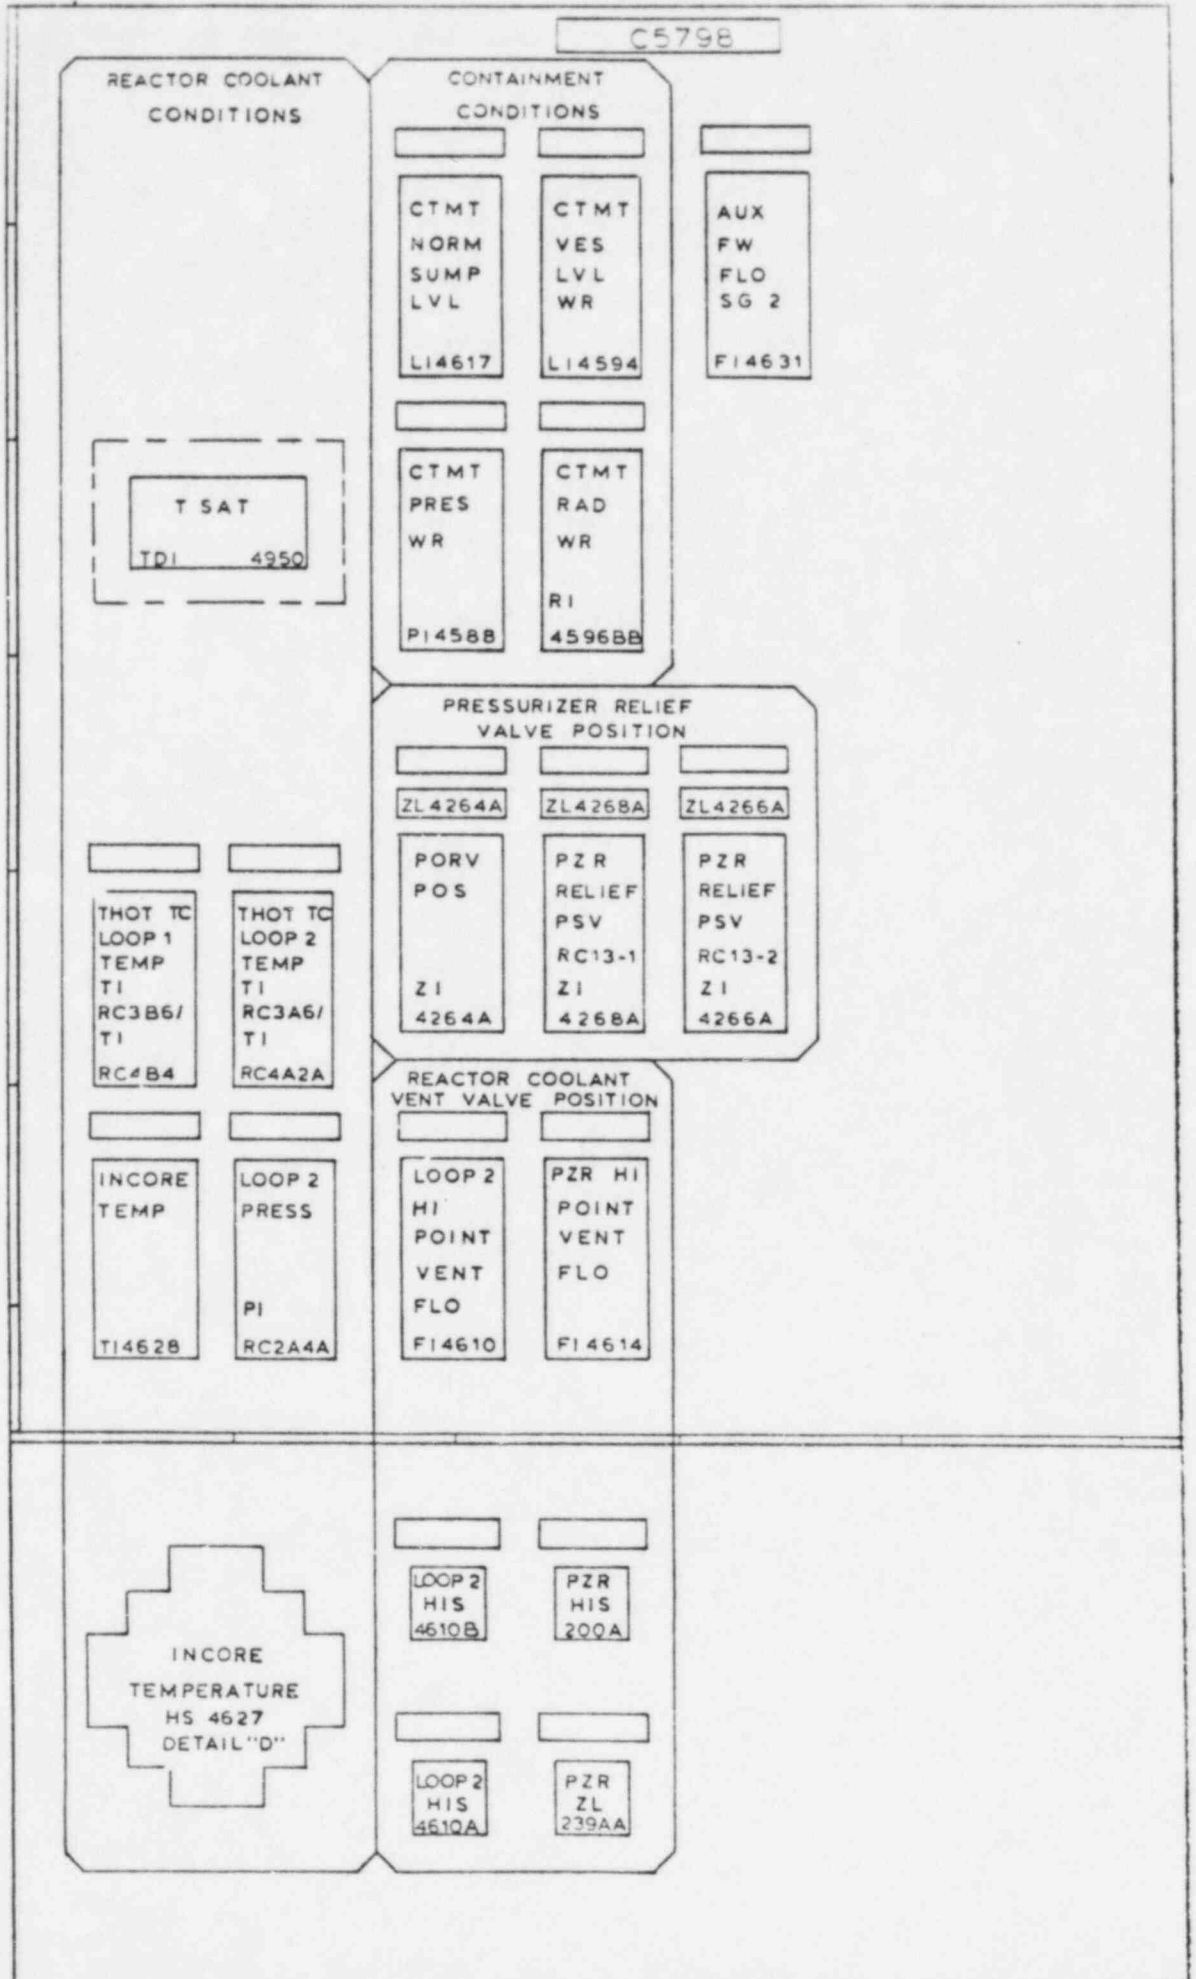 C5798
REACTOR COOLANT
CONDITIONS
T SAT
TDI 4950
THOT TC
LOOP 1
TEMP
TI
RC3B6/
TI
RC4B4
THOT TC
LOOP 2
TEMP
TI
RC3A6/
TI
RC4A2A
INCORE
TEMP
TI4628
LOOP 2
PRESS
PI
RC2A4A
INCORE
TEMPERATURE
HS 4627
DETAIL "D"
CONTAINMENT
CONDITIONS
CTMT
NORM
SUMP
LVL
LI4617
CTMT
VES
LVL
WR
LI4594
AUX
FW
FLO
SG 2
FI4631
CTMT
PRES
WR
PI4588
CTMT
RAD
WR
RI
4596BB
PRESSURIZER RELIEF
VALVE POSITION
ZL4264A
ZL4268A
ZL4266A
PORV
POS
ZI
4264A
PZR
RELIEF
PSV
RC13-1
ZI
4268A
PZR
RELIEF
PSV
RC13-2
ZI
4266A
REACTOR COOLANT
VENT VALVE POSITION
LOOP 2
HI
POINT
VENT
FLO
FI4610
PZR HI
POINT
VENT
FLO
FI4614
LOOP 2
HIS
4610B
PZR
HIS
200A
LOOP 2
HIS
4610A
PZR
ZL
239AA